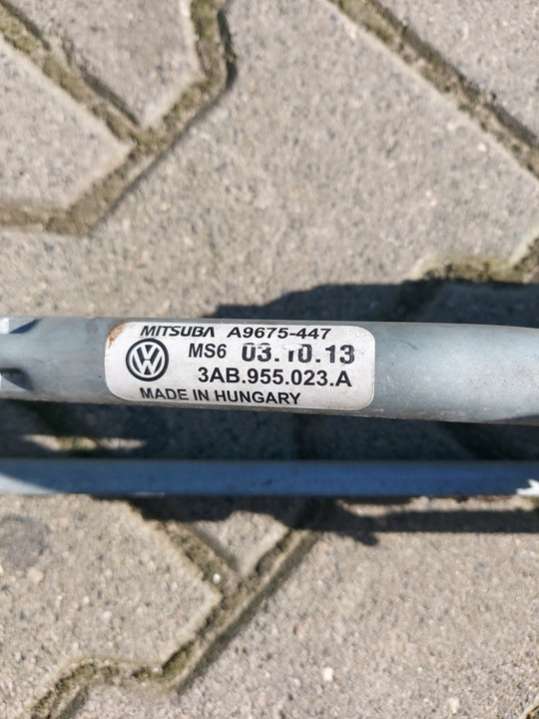 MITSUBA A9675-447
MS6 03.10.13
3AB.955.023.A
MADE IN HUNGARY